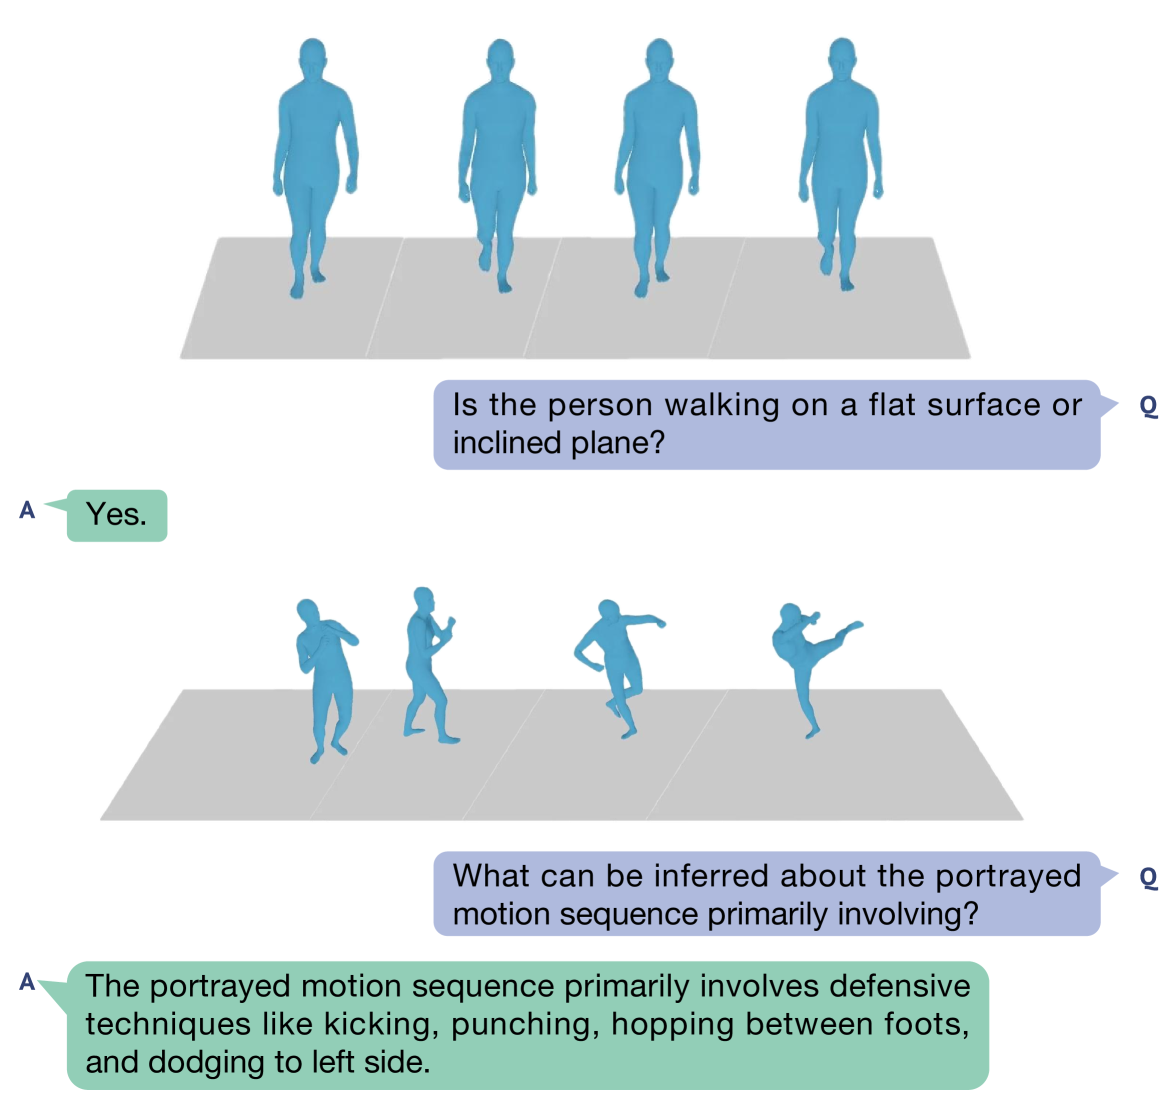 Is the person walking on a flat surface or
inclined plane?
Q
A
Yes.
What can be inferred about the portrayed
motion sequence primarily involving?
Q
A
The portrayed motion sequence primarily involves defensive
techniques like kicking, punching, hopping between foots,
and dodging to left side.